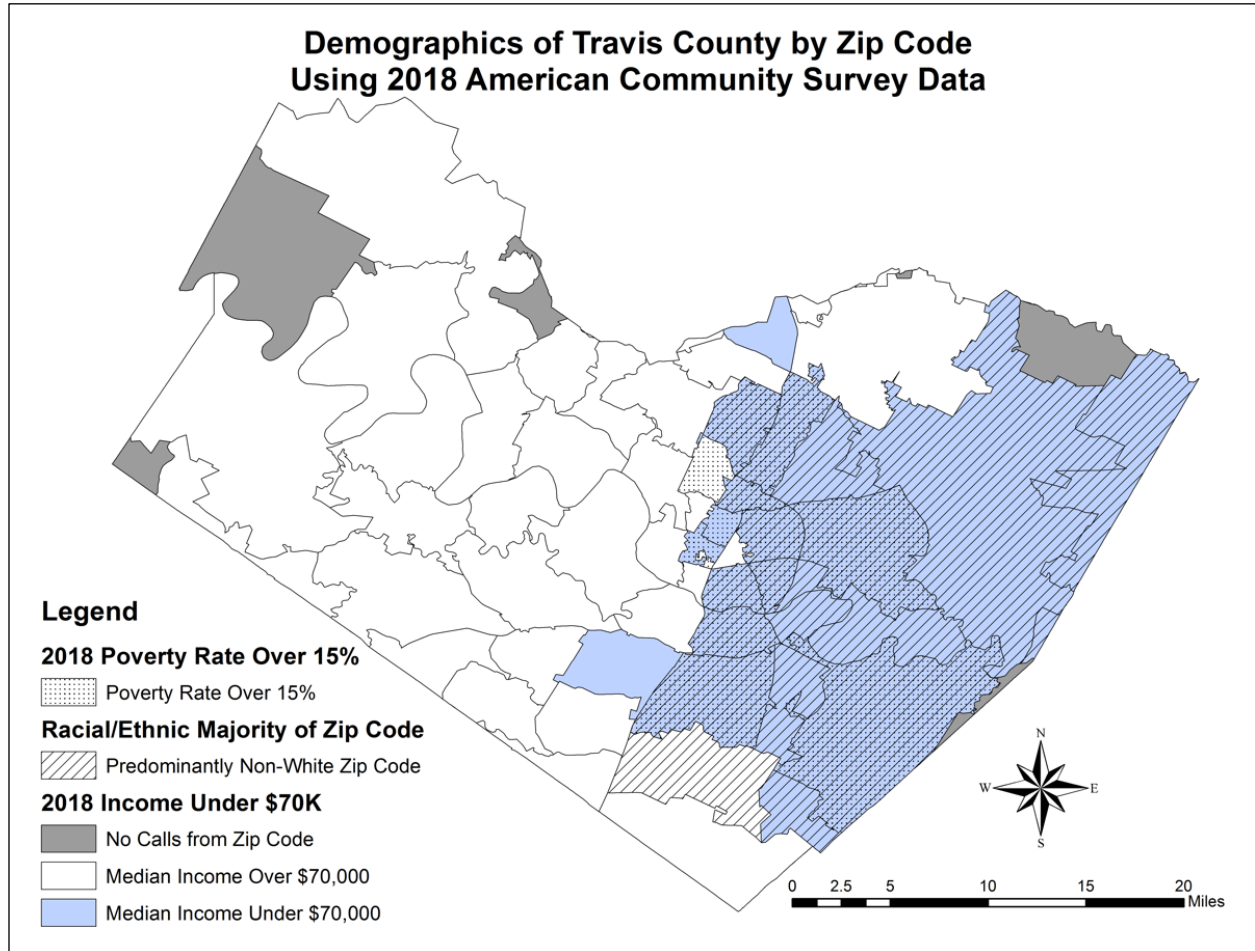 Demographics of Travis County by Zip Code
Using 2018 American Community Survey Data
Legend
2018 Poverty Rate Over 15%
Poverty Rate Over 15%
Racial/Ethnic Majority of Zip Code
Predominantly Non-White Zip Code
2018 Income Under $70K
No Calls from Zip Code
Median Income Over $70,000
Median Income Under $70,000
N
W E
S
0 2.5 5 10 15 20
Miles